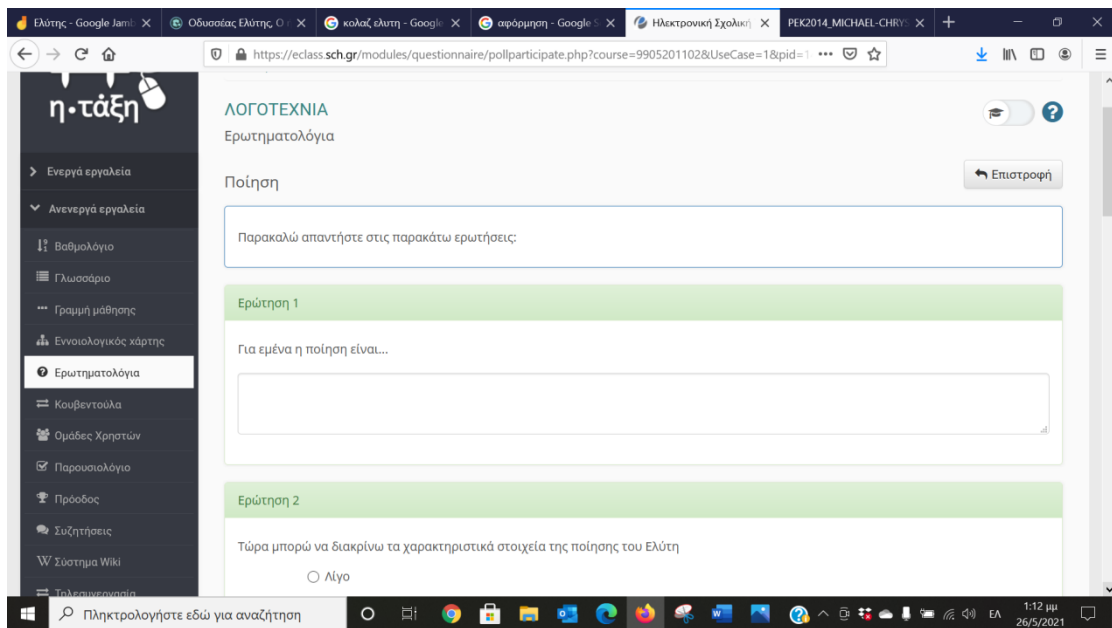 Ελύτης - Google Jamb
Οδυσσέας Ελύτης, Ο
κολαζ ελυτη - Google
αφόρμηση - Google S
Ηλεκτρονική Σχολική
PEK2014_MICHAEL-CHRYS
https://eclass.sch.gr/modules/questionnaire/pollparticipate.php?course=9905201102&UseCase=1&pid=1
η·τάξη
ΛΟΓΟΤΕΧΝΙΑ
Ερωτηματολόγια
Ενεργά εργαλεία
Ποίηση
Επιστροφή
Ανενεργά εργαλεία
Βαθμολόγιο
Γλωσσάριο
Γραμμή μάθησης
Εννοιολογικός χάρτης
Ερωτηματολόγια
Κουβεντούλα
Ομάδες Χρηστών
Παρουσιολόγιο
Πρόοδος
Συζητήσεις
Σύστημα Wiki
Τηλεσυνεργασία
Παρακαλώ απαντήστε στις παρακάτω ερωτήσεις:
Ερώτηση 1
Για εμένα η ποίηση είναι...
Ερώτηση 2
Τώρα μπορώ να διακρίνω τα χαρακτηριστικά στοιχεία της ποίησης του Ελύτη
Λίγο
Πληκτρολογήστε εδώ για αναζήτηση
ΕΛ
1:12 μμ
26/5/2021